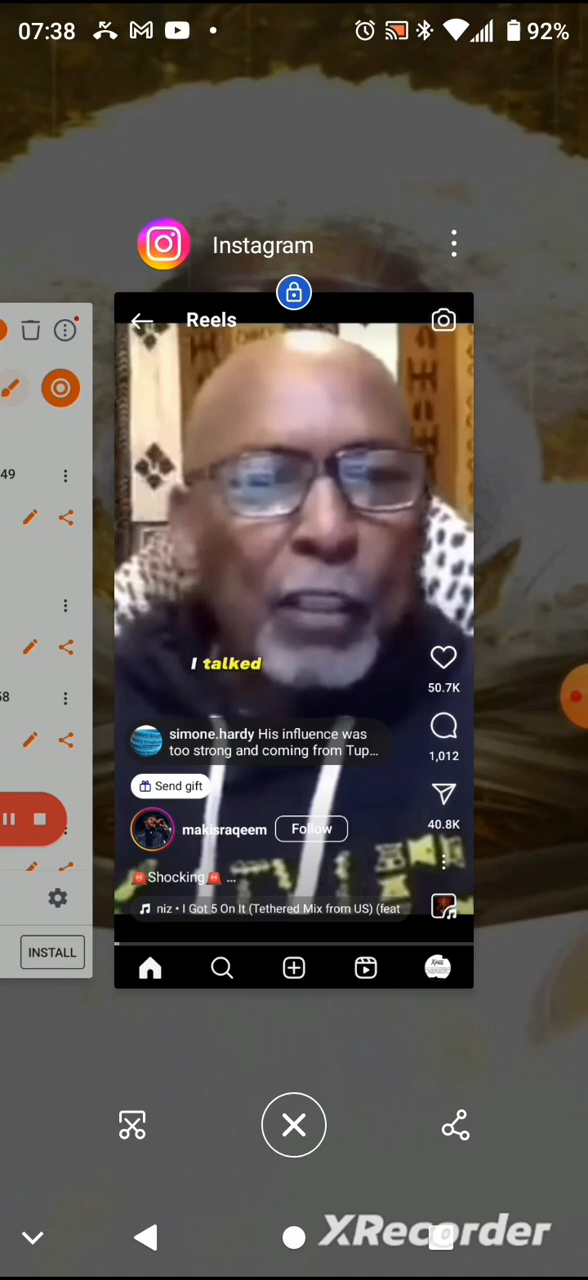 07:38
92%
Instagram
Reels
49
I talked
50.7K
58
simone.hardy His influence was
too strong and coming from Tup...
1,012
Send gift
40.8K
makisraqeem Follow
🚨Shocking🚨 ...
niz • I Got 5 On It (Tethered Mix from US) (feat
INSTALL
XRecorder